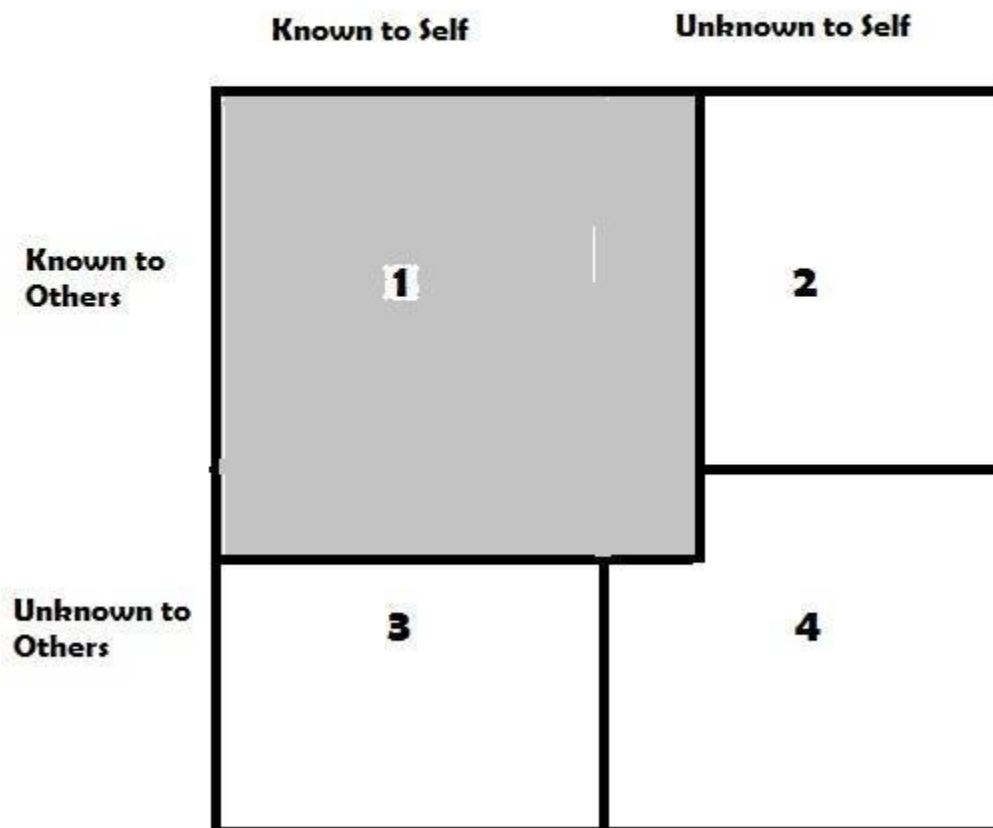 Known to Self
Unknown to Self
Known to
Others
1
2
Unknown to
Others
3
4